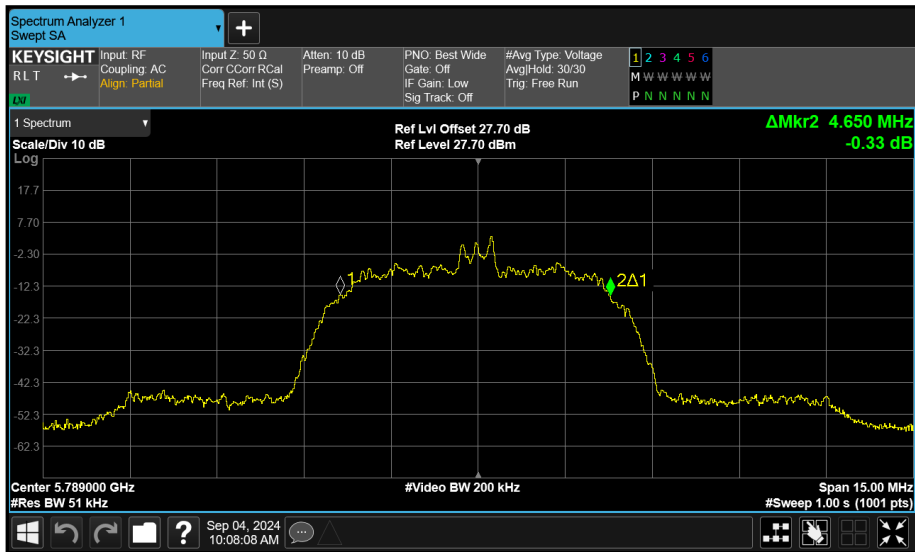 Spectrum Analyzer 1
Swept SA
+
KEYSIGHT
R L T
LXI
Input: RF
Coupling: AC
Align: Partial
Input Z: 50 Ω
Corr CCorr RCal
Freq Ref: Int (S)
Atten: 10 dB
Preamp: Off
PNO: Best Wide
Gate: Off
IF Gain: Low
Sig Track: Off
#Avg Type: Voltage
Avg|Hold: 30/30
Trig: Free Run
1 2 3 4 5 6
M W W W W W
P N N N N N
1 Spectrum
Scale/Div 10 dB
Ref Lvl Offset 27.70 dB
Ref Level 27.70 dBm
ΔMkr2 4.650 MHz
-0.33 dB
Log
17.7
7.70
-2.30
-12.3
-22.3
-32.3
-42.3
-52.3
-62.3
1
2Δ1
Center 5.789000 GHz
#Res BW 51 kHz
#Video BW 200 kHz
Span 15.00 MHz
#Sweep 1.00 s (1001 pts)
?
Sep 04, 2024
10:08:08 AM